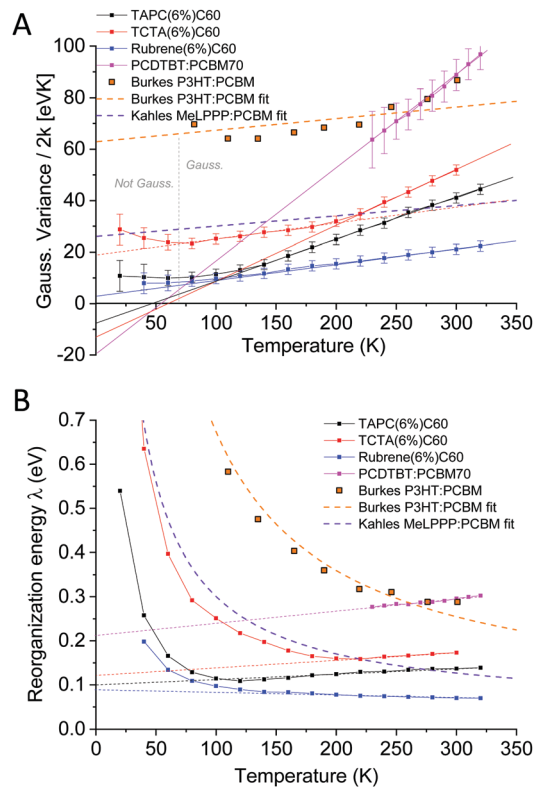 A
TAPC(6%)C60
TCTA(6%)C60
Rubrene(6%)C60
PCDTBT:PCBM70
Burkes P3HT:PCBM
Burkes P3HT:PCBM fit
Kahles MeLPPP:PCBM fit
Gauss. Variance / 2k [eVK]
100
80
60
40
20
0
-20
Not Gauss.
Gauss.
50 100 150 200 250 300 350
Temperature (K)
B
TAPC(6%)C60
TCTA(6%)C60
Rubrene(6%)C60
PCDTBT:PCBM70
Burkes P3HT:PCBM
Burkes P3HT:PCBM fit
Kahles MeLPPP:PCBM fit
Reorganization energy λ (eV)
0.7
0.6
0.5
0.4
0.3
0.2
0.1
0.0
0 50 100 150 200 250 300 350
Temperature (K)